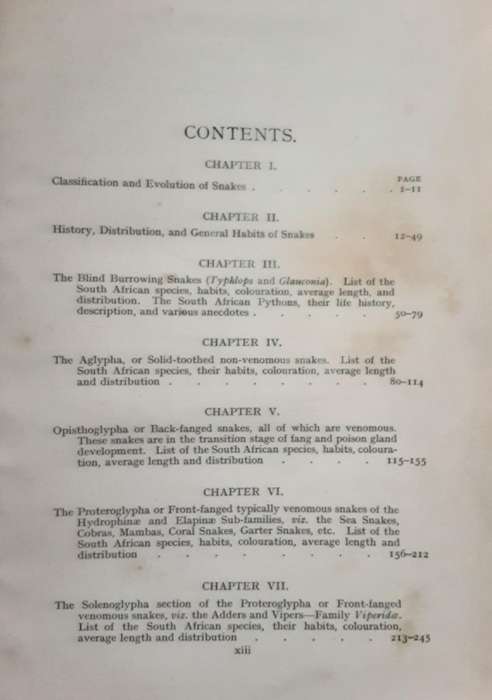 CONTENTS.
CHAPTER I.
PAGE
Classification and Evolution of Snakes . . . . . . 1-11
CHAPTER II.
History, Distribution, and General Habits of Snakes . . 12-49
CHAPTER III.
The Blind Burrowing Snakes (Typhlops and Glauconia). List of the
South African species, habits, colouration, average length, and
distribution. The South African Pythons, their life history,
description, and various anecdotes . . . . . . 50-79
CHAPTER IV.
The Aglypha, or Solid-toothed non-venomous snakes. List of the
South African species, their habits, colouration, average length
and distribution . . . . . . . . 80-114
CHAPTER V.
Opisthoglypha or Back-fanged snakes, all of which are venomous.
These snakes are in the transition stage of fang and poison gland
development. List of the South African species, habits, coloura-
tion, average length and distribution . . . . 115-155
CHAPTER VI.
The Proteroglypha or Front-fanged typically venomous snakes of the
Hydrophinæ and Elapinæ Sub-families, viz. the Sea Snakes,
Cobras, Mambas, Coral Snakes, Garter Snakes, etc. List of the
South African species, habits, colouration, average length and
distribution . . . . . . . . 156-212
CHAPTER VII.
The Solenoglypha section of the Proteroglypha or Front-fanged
venomous snakes, viz. the Adders and Vipers—Family Viperidæ.
List of the South African species, their habits, colouration,
average length and distribution . . . . . 213-245
xiii